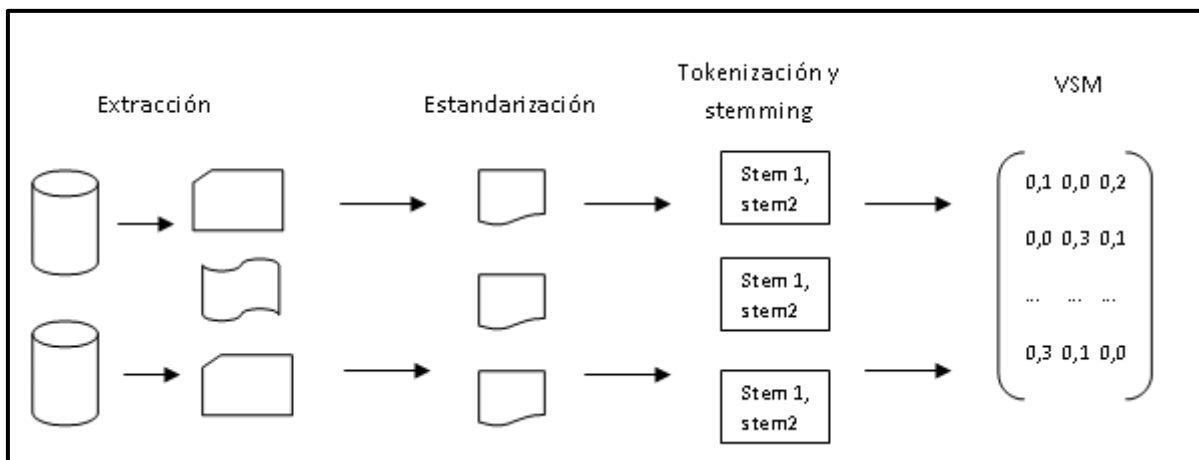 Extracción
Estandarización
Tokenización y
stemming
VSM
Stem 1,
stem2
Stem 1,
stem2
Stem 1,
stem2
0,1 0,0 0,2
0,0 0,3 0,1
... ... ...
0,3 0,1 0,0